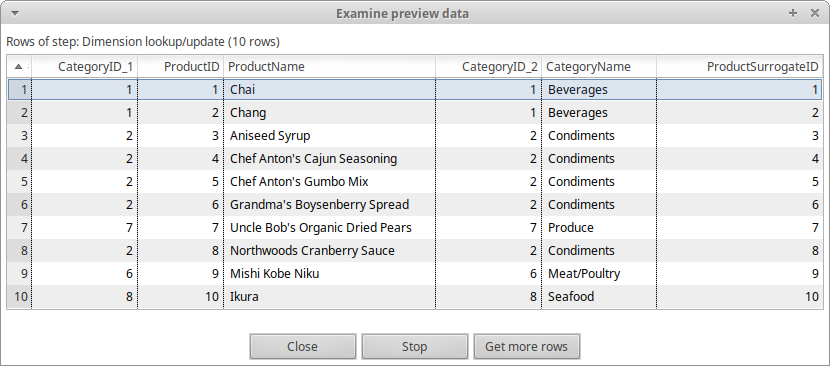 Examine preview data
Rows of step: Dimension lookup/update (10 rows)
CategoryID_1 ProductID ProductName CategoryID_2 CategoryName ProductSurrogateID
1 1 1 Chai 1 Beverages 1
2 1 2 Chang 1 Beverages 2
3 2 3 Aniseed Syrup 2 Condiments 3
4 2 4 Chef Anton's Cajun Seasoning 2 Condiments 4
5 2 5 Chef Anton's Gumbo Mix 2 Condiments 5
6 2 6 Grandma's Boysenberry Spread 2 Condiments 6
7 7 7 Uncle Bob's Organic Dried Pears 7 Produce 7
8 2 8 Northwoods Cranberry Sauce 2 Condiments 8
9 6 9 Mishi Kobe Niku 6 Meat/Poultry 9
10 8 10 Ikura 8 Seafood 10
Close Stop Get more rows